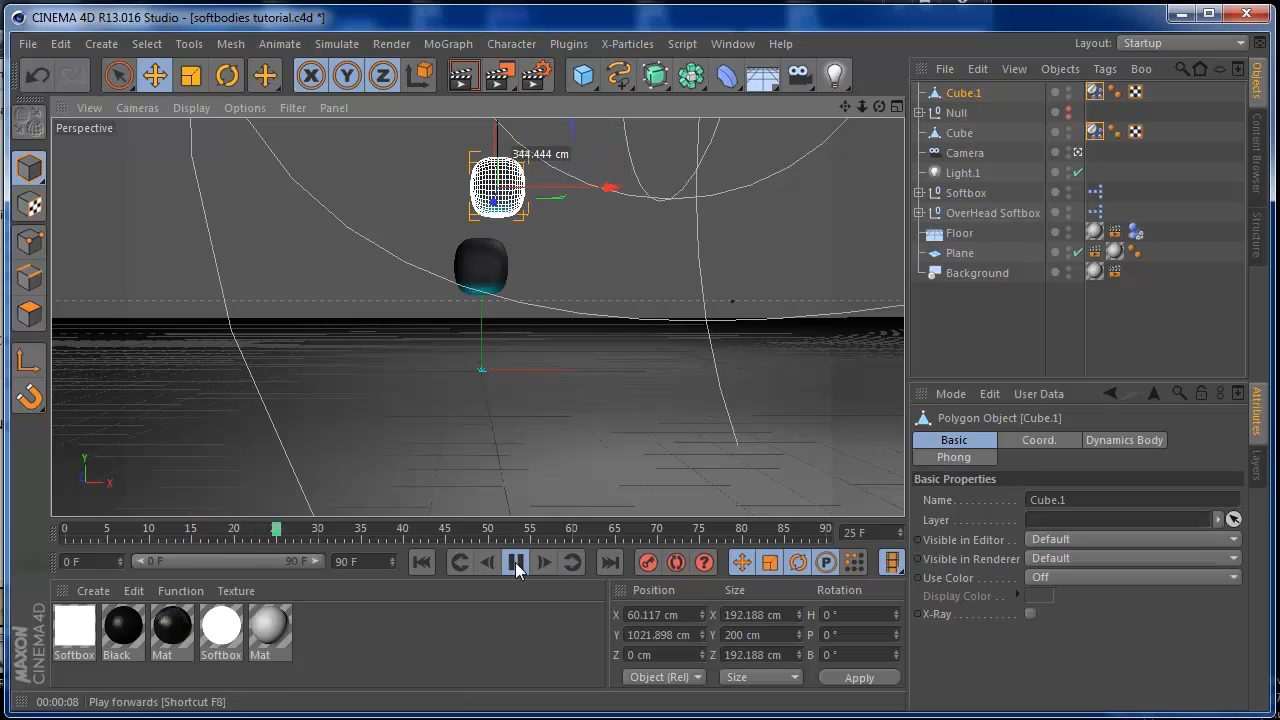 CINEMA 4D R13.016 Studio - [softbodies tutorial.c4d *]
File Edit Create Select Tools Mesh Animate Simulate Render MoGraph Character Plugins X-Particles Script Window Help Layout: Startup
X Y Z
View Cameras Display Options Filter Panel
Perspective
344.444 cm
Y
X
File Edit View Objects Tags Boo
Cube.1
Null
Cube
Camera
Light.1
Softbox
OverHead Softbox
Floor
Plane
Background
Objects
Content Browser
Structure
Mode Edit User Data
Polygon Object [Cube.1]
Basic Coord. Dynamics Body
Phong
Basic Properties
Name Cube.1
Layer
Visible in Editor Default
Visible in Renderer Default
Use Color Off
Display Color
X-Ray
Attributes
Layers
0 5 10 15 20 30 35 40 45 50 55 60 65 70 75 80 85 90 25 F
0 F 0 F 90 F 90 F
P
Create Edit Function Texture
Softbox Black Mat Softbox Mat
Position Size Rotation
X 60.117 cm X 192.188 cm H 0 °
Y 1021.898 cm Y 200 cm P 0 °
Z 0 cm Z 192.188 cm B 0 °
Object (Rel) Size Apply
MAXON
CINEMA 4D
00:00:08 Play forwards [Shortcut F8]